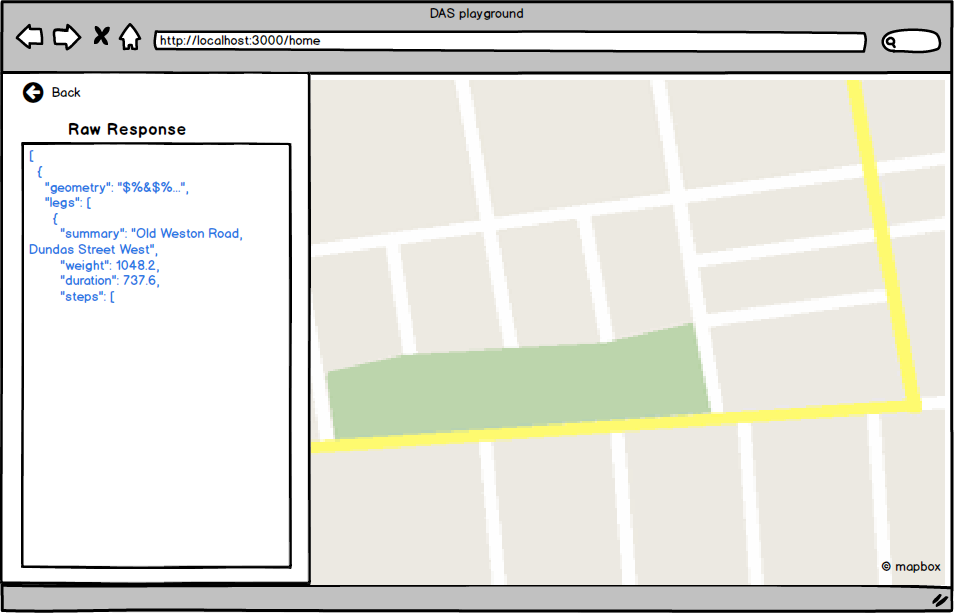 DAS playground
http://localhost:3000/home
Back
Raw Response
[
{
"geometry": "$%&$%...",
"legs": [
{
"summary": "Old Weston Road,
Dundas Street West",
"weight": 1048.2,
"duration": 737.6,
"steps": [
© mapbox